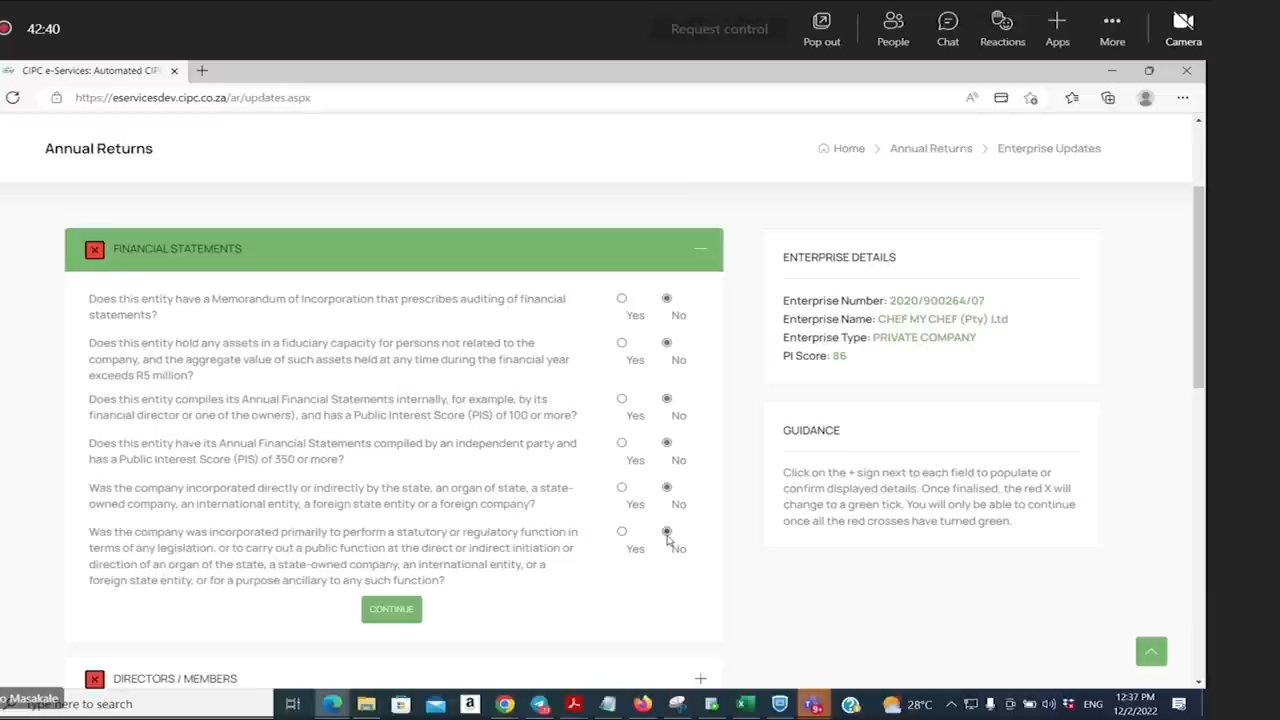 42:40
Request control
Pop out
People
Chat
Reactions
Apps
More
Camera
CIPC e-Services: Automated CIP
https://eservicesdev.cipc.co.za/ar/updates.aspx
Annual Returns
Home > Annual Returns > Enterprise Updates
FINANCIAL STATEMENTS
Does this entity have a Memorandum of Incorporation that prescribes auditing of financial
statements?
Yes No
Does this entity hold any assets in a fiduciary capacity for persons not related to the
company, and the aggregate value of such assets held at any time during the financial year
exceeds R5 million?
Yes No
Does this entity compiles its Annual Financial Statements internally, for example, by its
financial director or one of the owners), and has a Public Interest Score (PIS) of 100 or more?
Yes No
Does this entity have its Annual Financial Statements compiled by an independent party and
has a Public Interest Score (PIS) of 350 or more?
Yes No
Was the company incorporated directly or indirectly by the state, an organ of state, a state-
owned company, an international entity, a foreign state entity or a foreign company?
Yes No
Was the company was incorporated primarily to perform a statutory or regulatory function in
terms of any legislation, or to carry out a public function at the direct or indirect initiation or
direction of an organ of the state, a state-owned company, an international entity, or a
foreign state entity, or for a purpose ancillary to any such function?
Yes No
CONTINUE
DIRECTORS / MEMBERS
ENTERPRISE DETAILS
Enterprise Number: 2020/900264/07
Enterprise Name: CHEF MY CHEF (Pty) Ltd
Enterprise Type: PRIVATE COMPANY
PI Score: 86
GUIDANCE
Click on the + sign next to each field to populate or
confirm displayed details. Once finalised, the red X will
change to a green tick. You will only be able to continue
once all the red crosses have turned green.
o Masakale
Type here to search
28°C
ENG
12:37 PM
12/2/2022